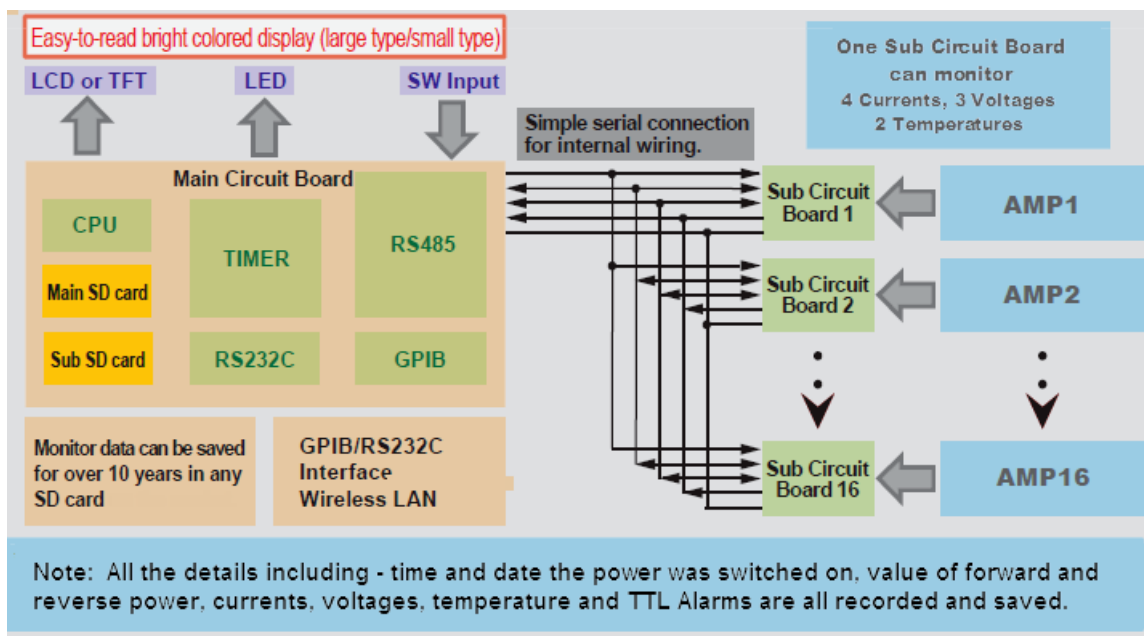 Easy-to-read bright colored display (large type/small type)
LCD or TFT
LED
SW Input
One Sub Circuit Board
can monitor
4 Currents, 3 Voltages
2 Temperatures
Simple serial connection
for internal wiring.
Main Circuit Board
CPU
TIMER
RS485
Main SD card
Sub SD card
RS232C
GPIB
Sub Circuit
Board 1
AMP1
Sub Circuit
Board 2
AMP2
Sub Circuit
Board 16
AMP16
Monitor data can be saved
for over 10 years in any
SD card
GPIB/RS232C
Interface
Wireless LAN
Note: All the details including - time and date the power was switched on, value of forward and
reverse power, currents, voltages, temperature and TTL Alarms are all recorded and saved.